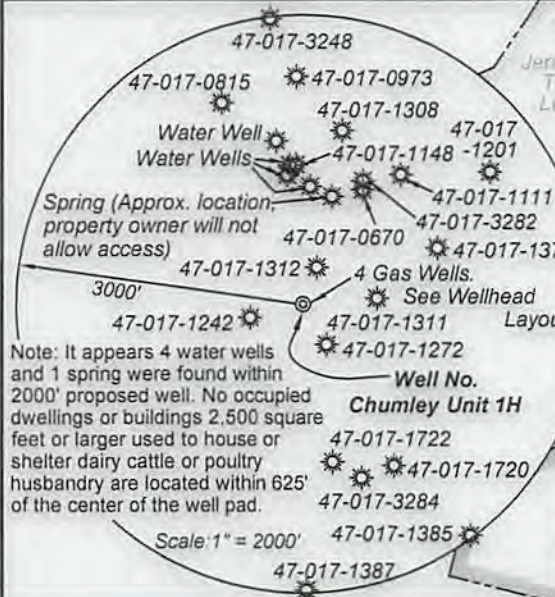 47-017-3248
47-017-0815
47-017-0973
47-017-1308
Water Well
47-017
-1201
Water Wells
47-017-1148
47-017-1111
Spring (Approx. location,
property owner will not
allow access)
47-017-3282
47-017-0670
47-017-1312
4 Gas Wells.
See Wellhead
3000'
47-017-1242
47-017-1311
47-017-1272
Note: It appears 4 water wells
and 1 spring were found within
2000' proposed well. No occupied
dwellings or buildings 2,500 square
feet or larger used to house or
shelter dairy cattle or poultry
husbandry are located within 625'
of the center of the well pad.
Well No.
Chumley Unit 1H
47-017-1722
47-017-1720
47-017-3284
47-017-1385
Scale:1" = 2000'
47-017-1387